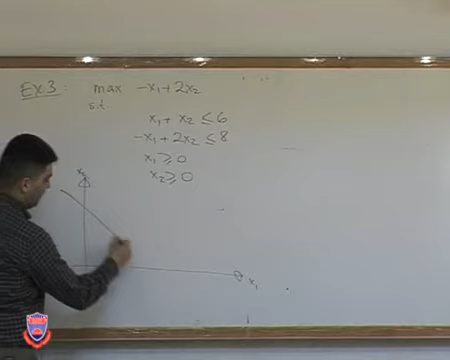 Ex.3: max -x₁+2x₂
s.t.
x₁+ x₂ ≤6
-x₁+ 2x₂ ≤8
x₁ ≥ 0
x₂ ≥ 0
x₂
x₁